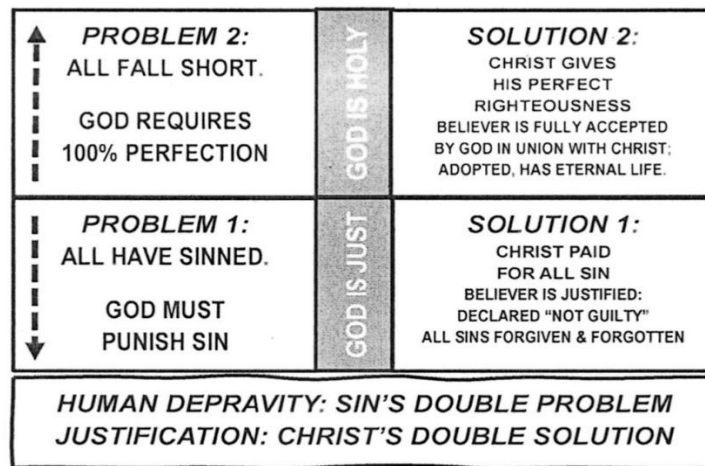 PROBLEM 2:
ALL FALL SHORT.
GOD REQUIRES
100% PERFECTION
GOD IS HOLY
SOLUTION 2:
CHRIST GIVES
HIS PERFECT
RIGHTEOUSNESS
BELIEVER IS FULLY ACCEPTED
BY GOD IN UNION WITH CHRIST;
ADOPTED, HAS ETERNAL LIFE.
PROBLEM 1:
ALL HAVE SINNED.
GOD MUST
PUNISH SIN
GOD IS JUST
SOLUTION 1:
CHRIST PAID
FOR ALL SIN
BELIEVER IS JUSTIFIED:
DECLARED “NOT GUILTY”
ALL SINS FORGIVEN & FORGOTTEN
HUMAN DEPRAVITY: SIN’S DOUBLE PROBLEM
JUSTIFICATION: CHRIST’S DOUBLE SOLUTION